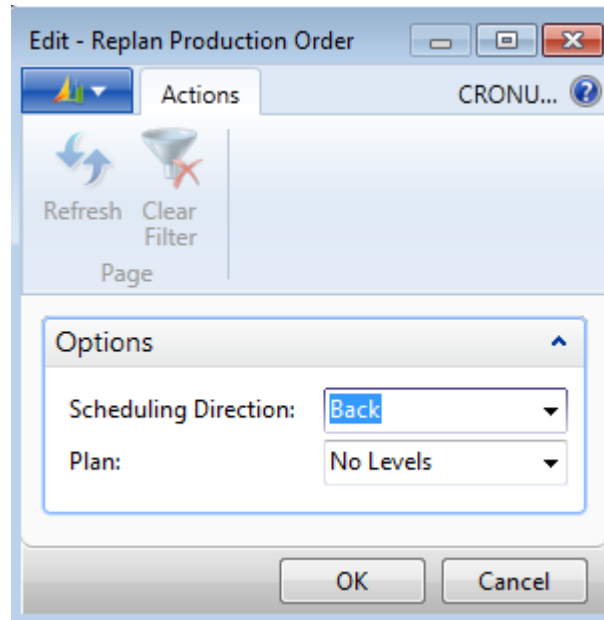 Edit - Replan Production Order
Actions
CRONU... ?
Refresh
Clear
Filter
Page
Options
Scheduling Direction: Back
Plan: No Levels
OK
Cancel